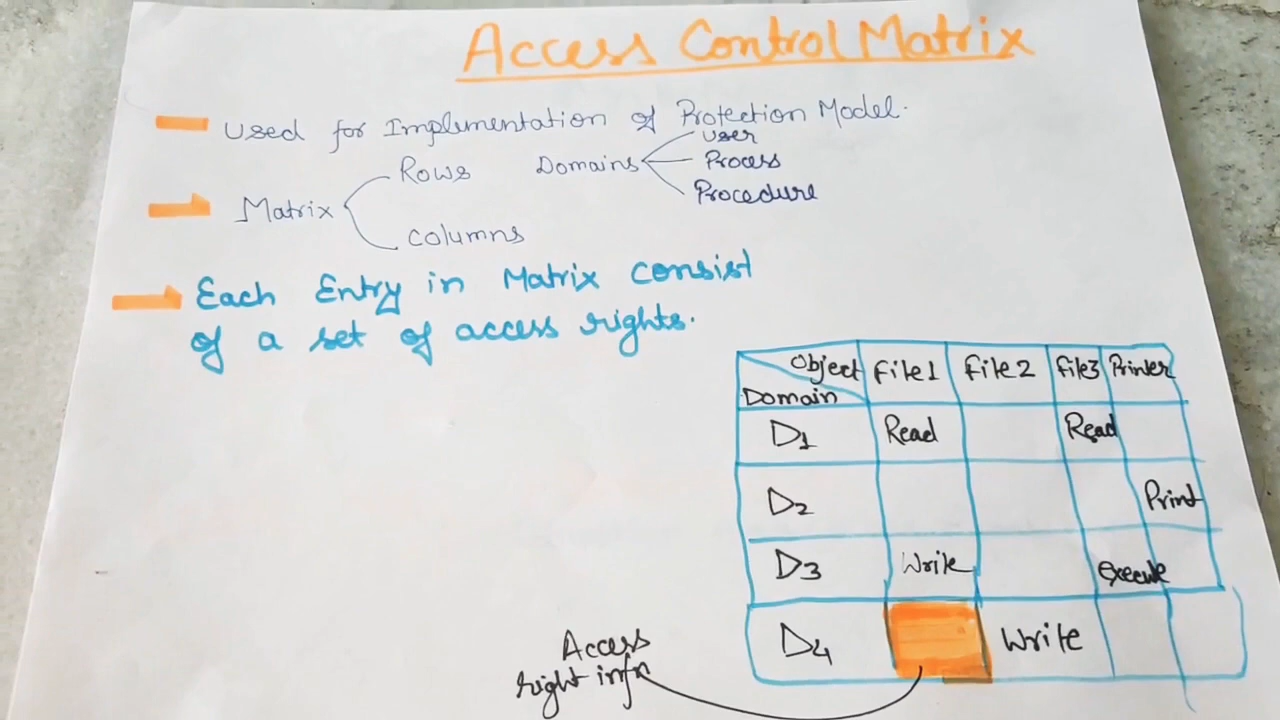 Access Control Matrix
Used for Implementation of Protection Model.
Matrix Rows Domains User
Process
Procedure
Columns
Each Entry in Matrix consist
of a set of access rights.
Object Domain File1 File2 File3 Printer
D1 Read Read
D2 Print
D3 Write Execute
D4 Write
Access
right infn